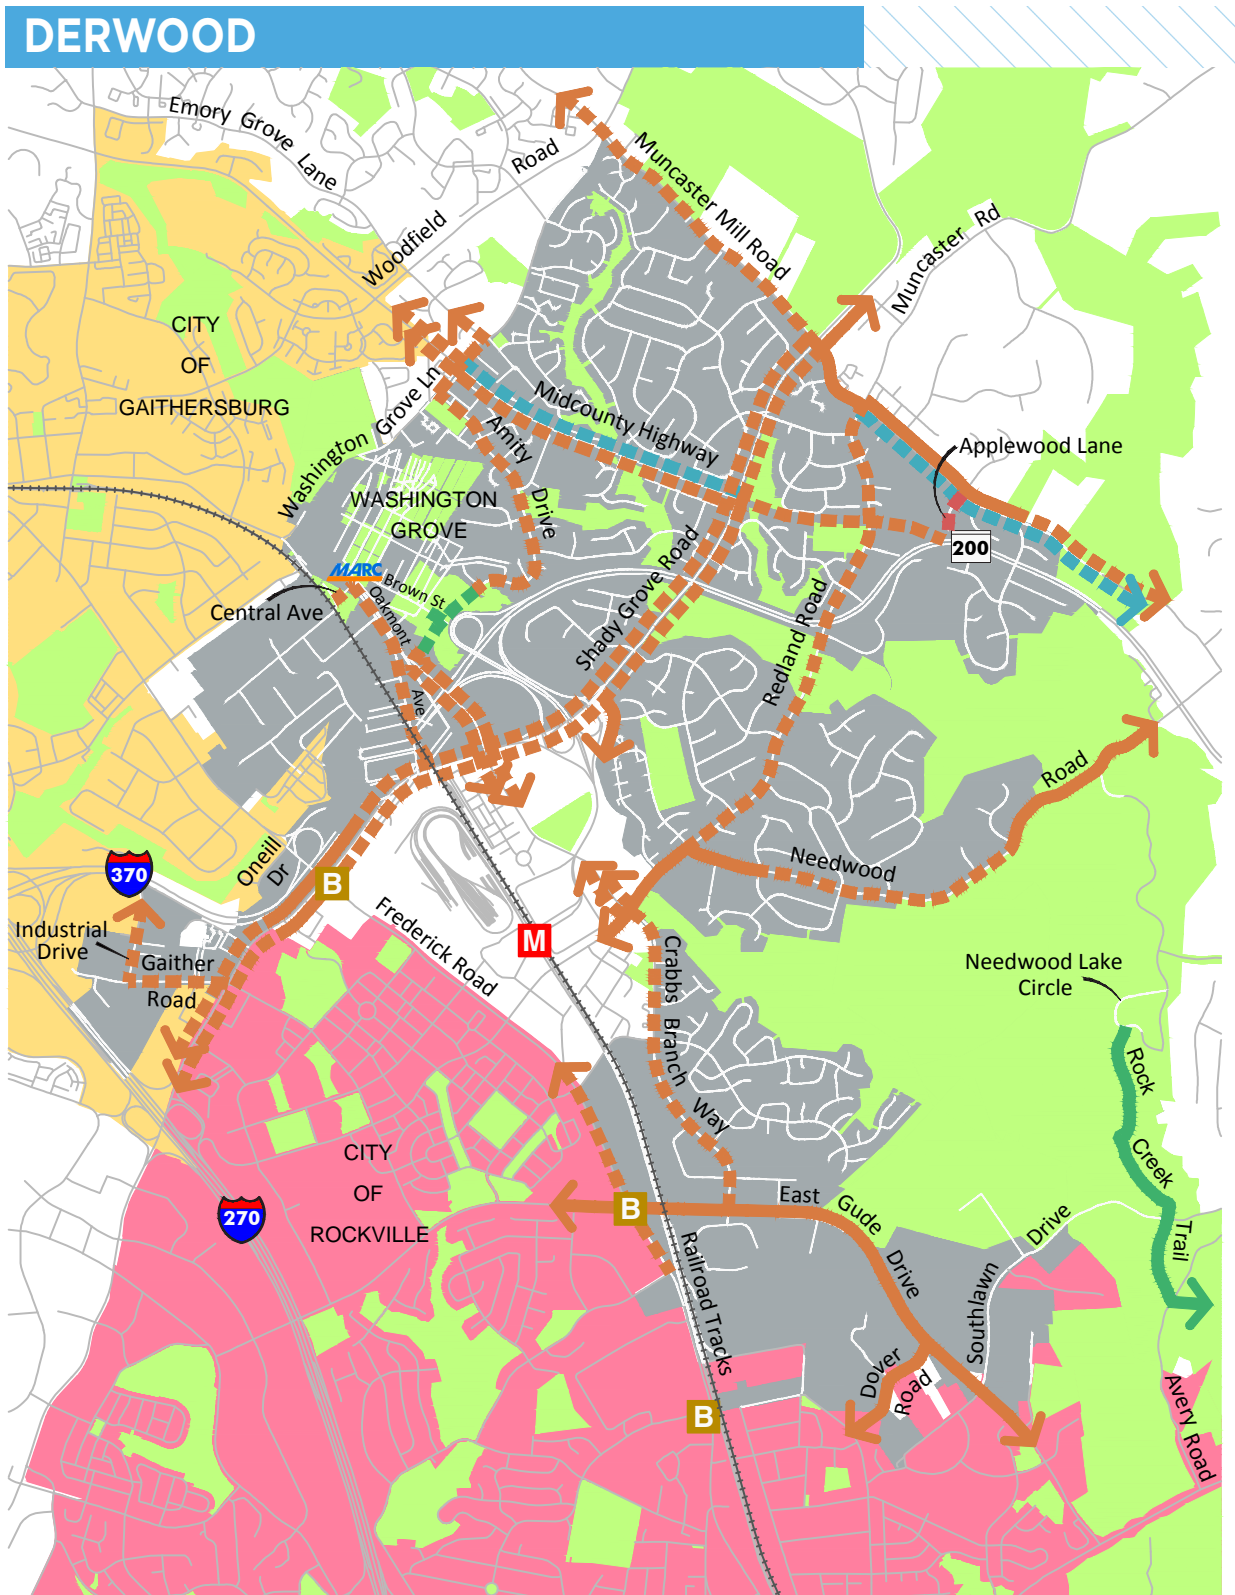 DERWOOD
Emory Grove Lane
Road
Muncaster Mill Road
Woodfield
Muncaster Rd
CITY
OF
GAITHERSBURG
Washington Grove Ln
Midcounty Highway
Amity
Drive
Applewood Lane
WASHINGTON
GROVE
200
MARC
Brown St
Central Ave
Oakmont
Ave
Shady Grove Road
Redland Road
Road
Needwood
370
Oneill
Dr
B
Industrial
Drive
Gaither
Road
Frederick Road
M
Crabbs Branch
Way
Needwood Lake
Circle
Rock
Creek
Trail
CITY
OF
ROCKVILLE
270
B
East
Gude
Drive
Drive
Southlawn
Railroad Tracks
Dover
Road
B
Avery Road